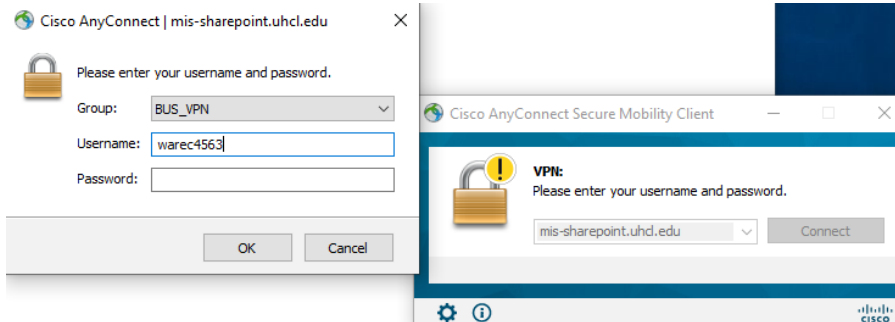 Cisco AnyConnect | mis-sharepoint.uhcl.edu
Please enter your username and password.
Group: BUS_VPN
Username: warec4563
Password:
OK Cancel
Cisco AnyConnect Secure Mobility Client
VPN:
Please enter your username and password.
mis-sharepoint.uhcl.edu Connect
CISCO